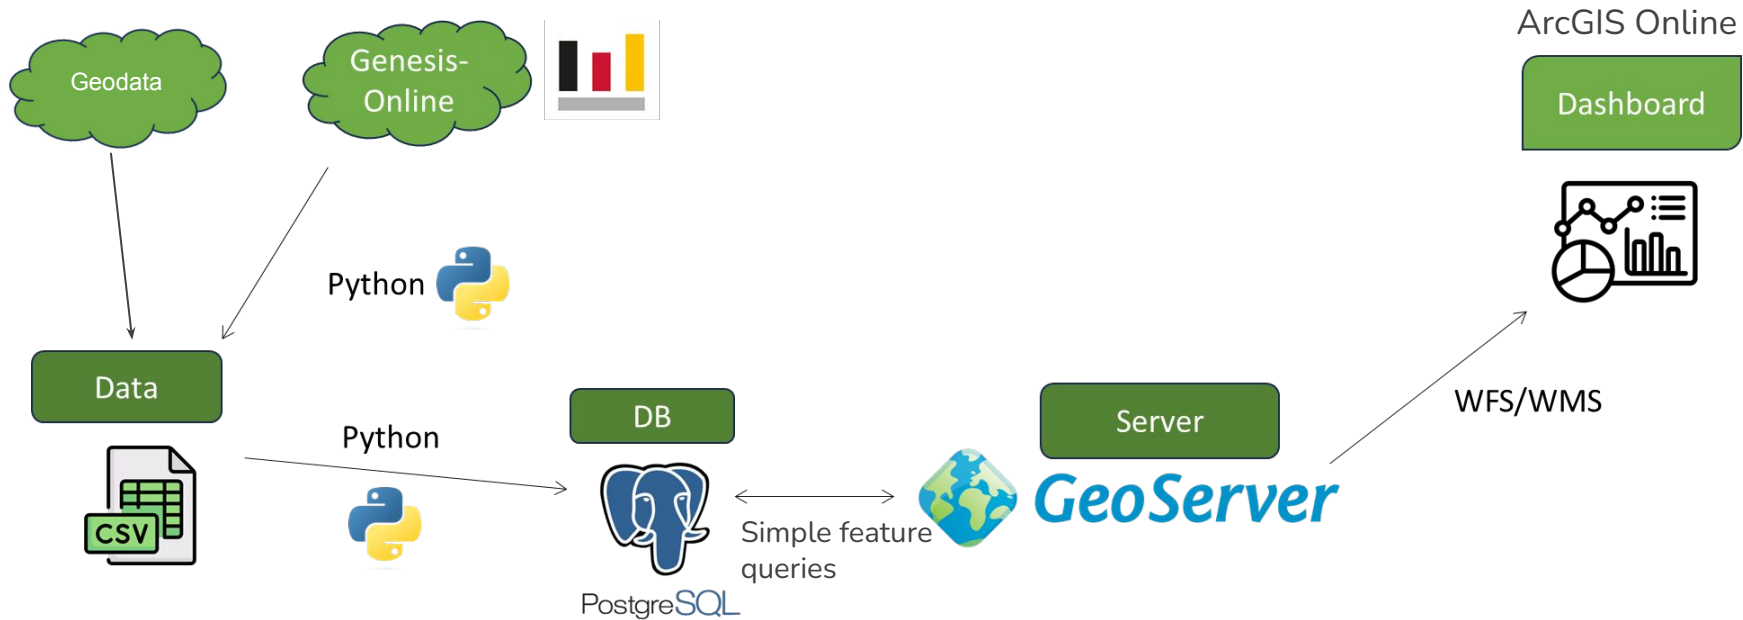 ArcGIS Online
Geodata
Genesis-
Online
Dashboard
Python
Data
DB
Server
Python
WFS/WMS
CSV
GeoServer
Simple feature
queries
PostgreSQL